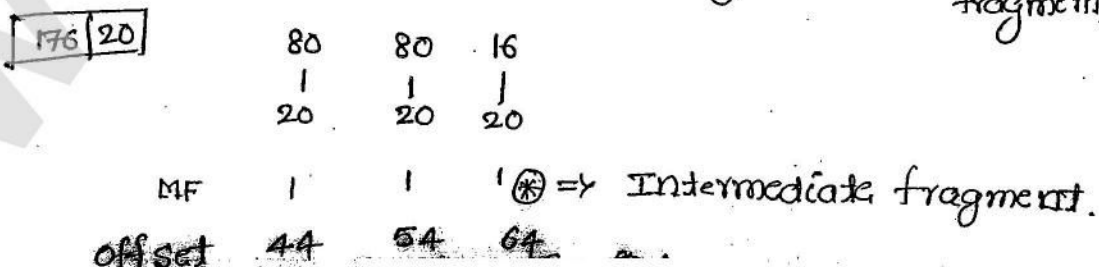 176 20
80 80 16
20 20 20
MF 1 1 1 * => Intermediate fragment.
offset 44 54 64